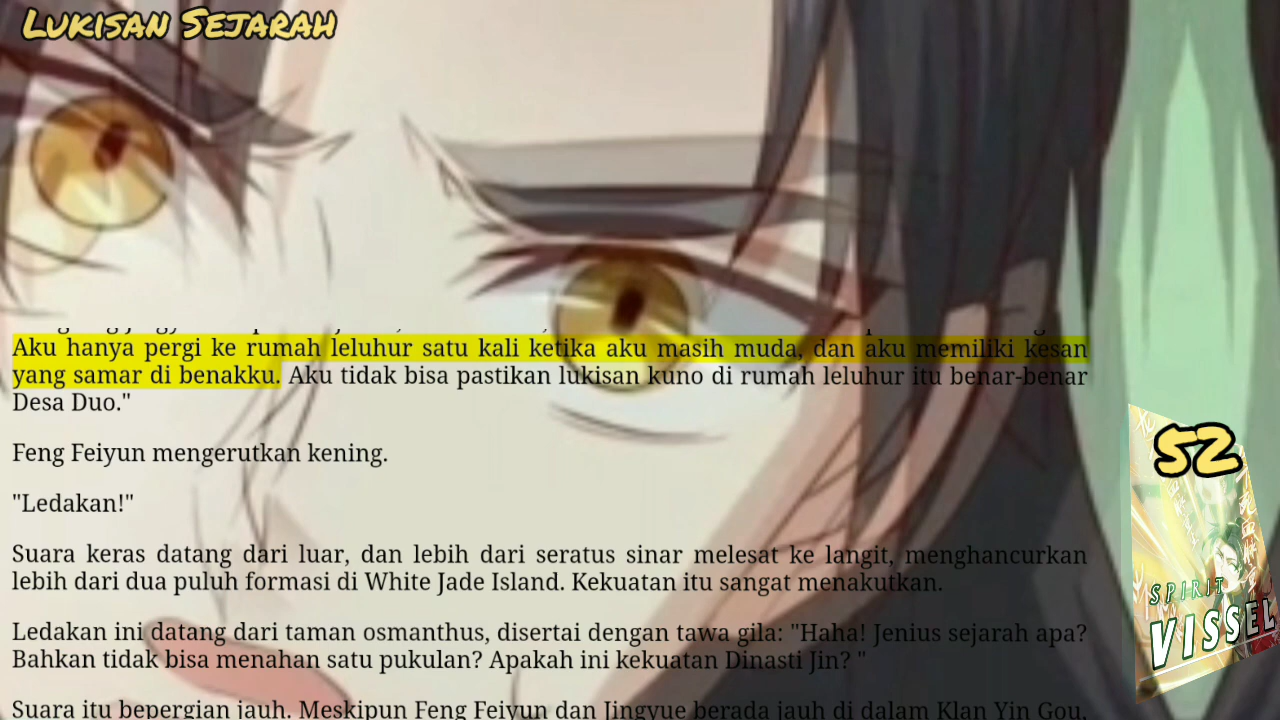 Lukisan Sejarah
Aku hanya pergi ke rumah leluhur satu kali ketika aku masih muda, dan aku memiliki kesan
yang samar di benakku. Aku tidak bisa pastikan lukisan kuno di rumah leluhur itu benar-benar
Desa Duo."
Feng Feiyun mengerutkan kening.
"Ledakan!"
Suara keras datang dari luar, dan lebih dari seratus sinar melesat ke langit, menghancurkan
lebih dari dua puluh formasi di White Jade Island. Kekuatan itu sangat menakutkan.
Ledakan ini datang dari taman osmanthus, disertai dengan tawa gila: "Haha! Jenius sejarah apa?
Bahkan tidak bisa menahan satu pukulan? Apakah ini kekuatan Dinasti Jin? "
Suara itu bepergian jauh. Meskipun Feng Feiyun dan Jingyue berada jauh di dalam Klan Yin Gou,
52
SPIRIT
VISSEL